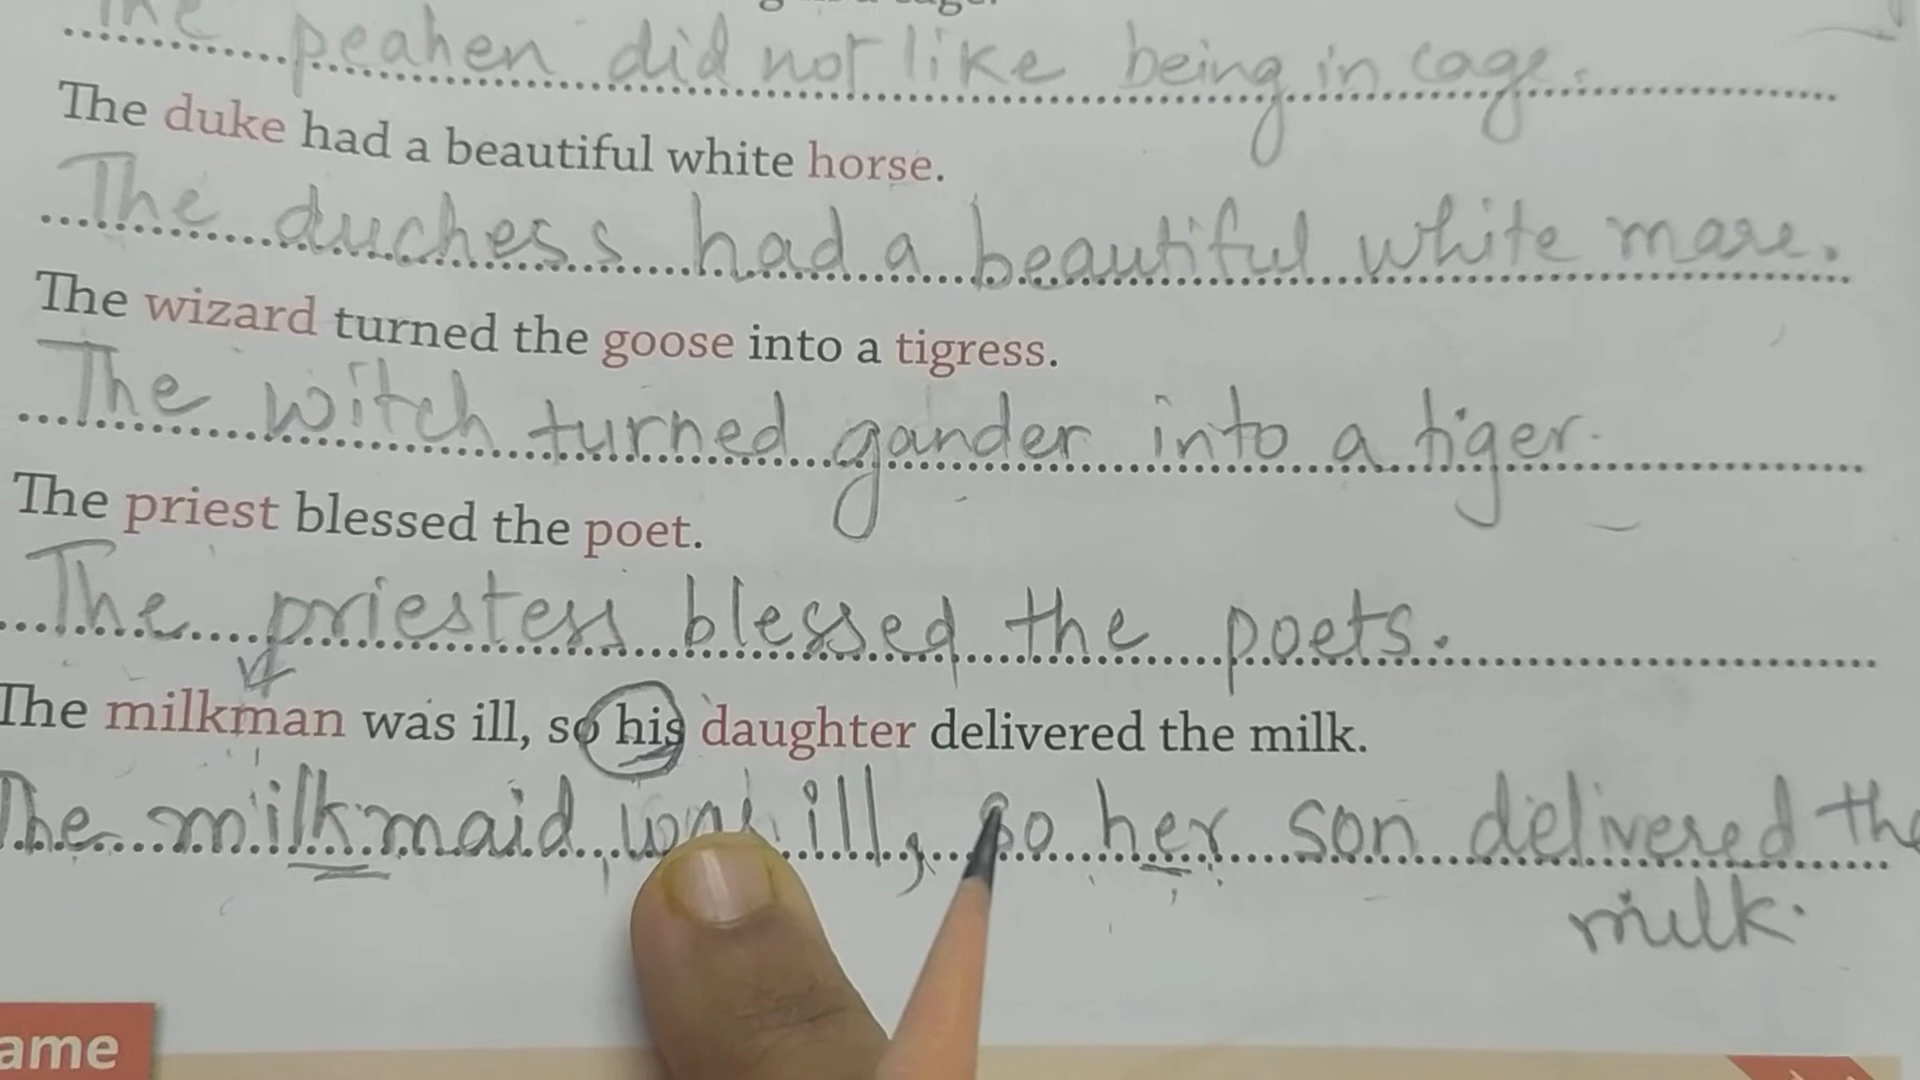 The peahen did not like being in cage.
The duke had a beautiful white horse.
The duchess had a beautiful white mare.
The wizard turned the goose into a tigress.
The witch turned gander into a tiger.
The priest blessed the poet.
The priestess blessed the poets.
The milkman was ill, so his daughter delivered the milk.
The milkmaid was ill, so her son delivered the
milk.
ame